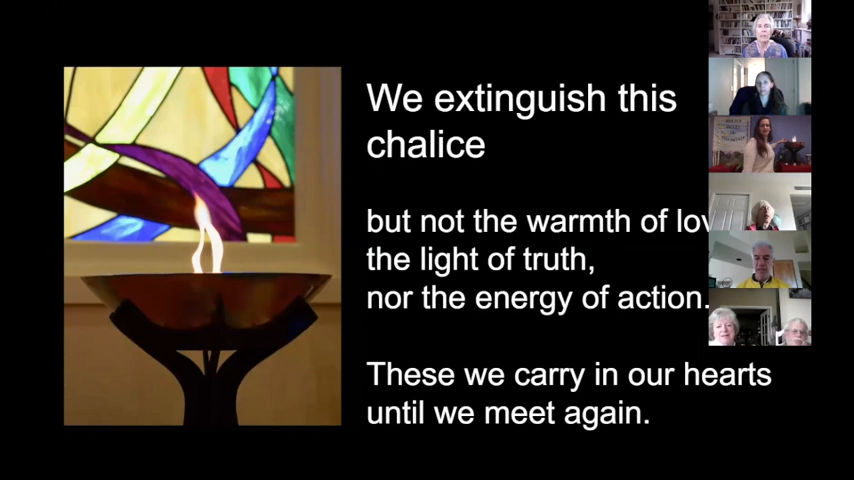 We extinguish this
chalice
but not the warmth of lov
the light of truth,
nor the energy of action.
These we carry in our hearts
until we meet again.